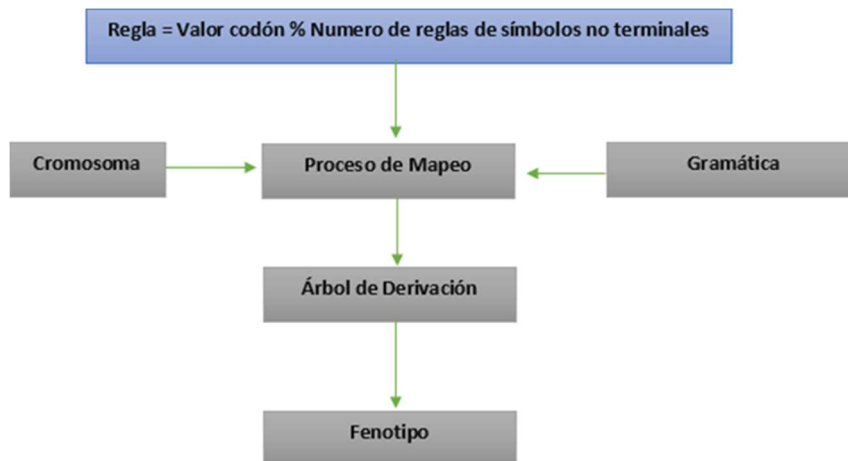 Regla = Valor codón % Numero de reglas de símbolos no terminales
Cromosoma
Proceso de Mapeo
Gramática
Árbol de Derivación
Fenotipo